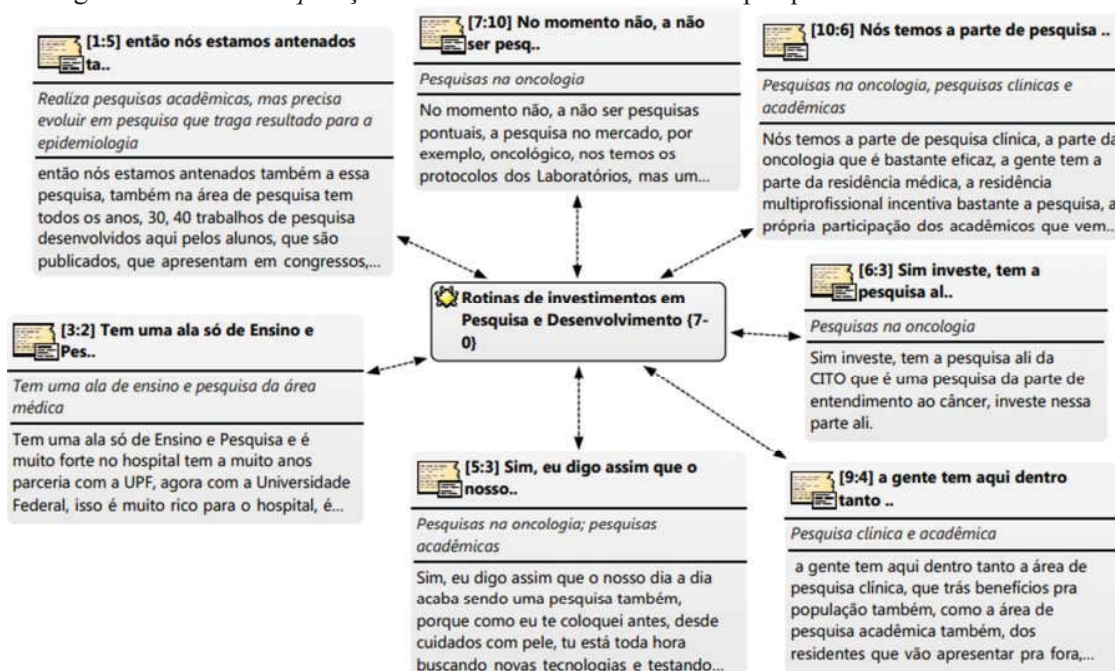 [1:5] então nós estamos antenados
ta..
Realiza pesquisas acadêmicas, mas precisa
evoluir em pesquisa que traga resultado para a
epidemiologia
então nós estamos antenados também a essa
pesquisa, também na área de pesquisa tem
todos os anos, 30, 40 trabalhos de pesquisa
desenvolvidos aqui pelos alunos, que são
publicados, que apresentam em congressos,...
[7:10] No momento não, a não
ser pesq..
Pesquisas na oncologia
No momento não, a não ser pesquisas
pontuais, a pesquisa no mercado, por
exemplo, oncológico, nos temos os
protocolos dos Laboratórios, mas um...
[10:6] Nós temos a parte de pesquisa ..
Pesquisas na oncologia, pesquisas clínicas e
acadêmicas
Nós temos a parte de pesquisa clínica, a parte da
oncologia que é bastante eficaz, a gente tem a
parte da residência médica, a residência
multiprofissional incentiva bastante a pesquisa, a
própria participação dos acadêmicos que vem...
Rotinas de investimentos em
Pesquisa e Desenvolvimento {7-
0}
[6:3] Sim investe, tem a
pesquisa al..
Pesquisas na oncologia
Sim investe, tem a pesquisa ali da
CITO que é uma pesquisa da parte de
entendimento ao câncer, investe nessa
parte ali.
[3:2] Tem uma ala só de Ensino e
Pes..
Tem uma ala de ensino e pesquisa da área
médica
Tem uma ala só de Ensino e Pesquisa e é
muito forte no hospital tem a muito anos
parceria com a UPF, agora com a Universidade
Federal, isso é muito rico para o hospital, é...
[5:3] Sim, eu digo assim que o
nosso..
Pesquisas na oncologia; pesquisas
acadêmicas
Sim, eu digo assim que o nosso dia a dia
acaba sendo uma pesquisa também,
porque como eu te coloquei antes, desde
cuidados com pele, tu está toda hora
buscando novas tecnologias e testando...
[9:4] a gente tem aqui dentro
tanto ..
Pesquisa clínica e acadêmica
a gente tem aqui dentro tanto a área de
pesquisa clínica, que trás benefícios pra
população também, como a área de
pesquisa acadêmica também, dos
residentes que vão apresentar pra fora,...